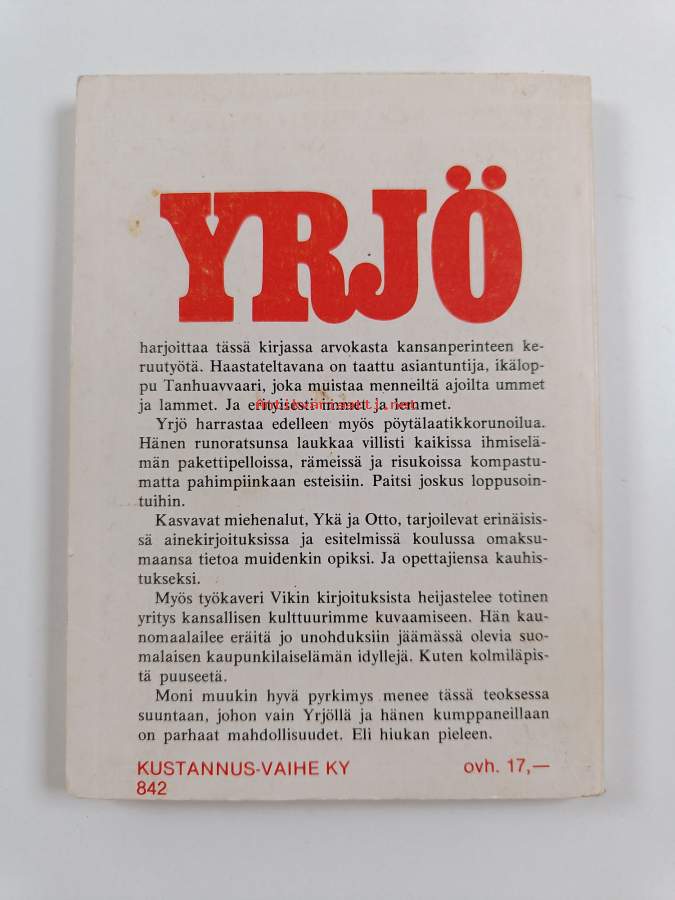 YRJÖ
harjoittaa tässä kirjassa arvokasta kansanperinteen ke-
ruutyötä. Haastateltavana on taattu asiantuntija, ikälop-
pu Tanhuavvaari, joka muistaa menneiltä ajoilta ummet
ja lammet. Ja erityisesti immet ja lemmet.
antikvariaatti.net
Yrjö harrastaa edelleen myös pöytälaatikkorunoilua.
Hänen runoratsunsa laukkaa villisti kaikissa ihmiselä-
män pakettipelloissa, rämeissä ja risukoissa kompastu-
matta pahimpiinkaan esteisiin. Paitsi joskus loppusoin-
tuihin.
Kasvavat miehenalut, Ykä ja Otto, tarjoilevat erinäisis-
sä ainekirjoituksissa ja esitelmissä koulussa omaksu-
maansa tietoa muidenkin opiksi. Ja opettajiensa kauhis-
tukseksi.
Myös työkaveri Vikin kirjoituksista heijastelee totinen
yritys kansallisen kulttuurimme kuvaamiseen. Hän kau-
nomaalailee eräitä jo unohduksiin jäämässä olevia suo-
malaisen kaupunkilaiselämän idyllejä. Kuten kolmiläpis-
tä puuseetä.
Moni muukin hyvä pyrkimys menee tässä teoksessa
suuntaan, johon vain Yrjöllä ja hänen kumppaneillaan
on parhaat mahdollisuudet. Eli hiukan pieleen.
KUSTANNUS-VAIHE KY ovh. 17,—
842